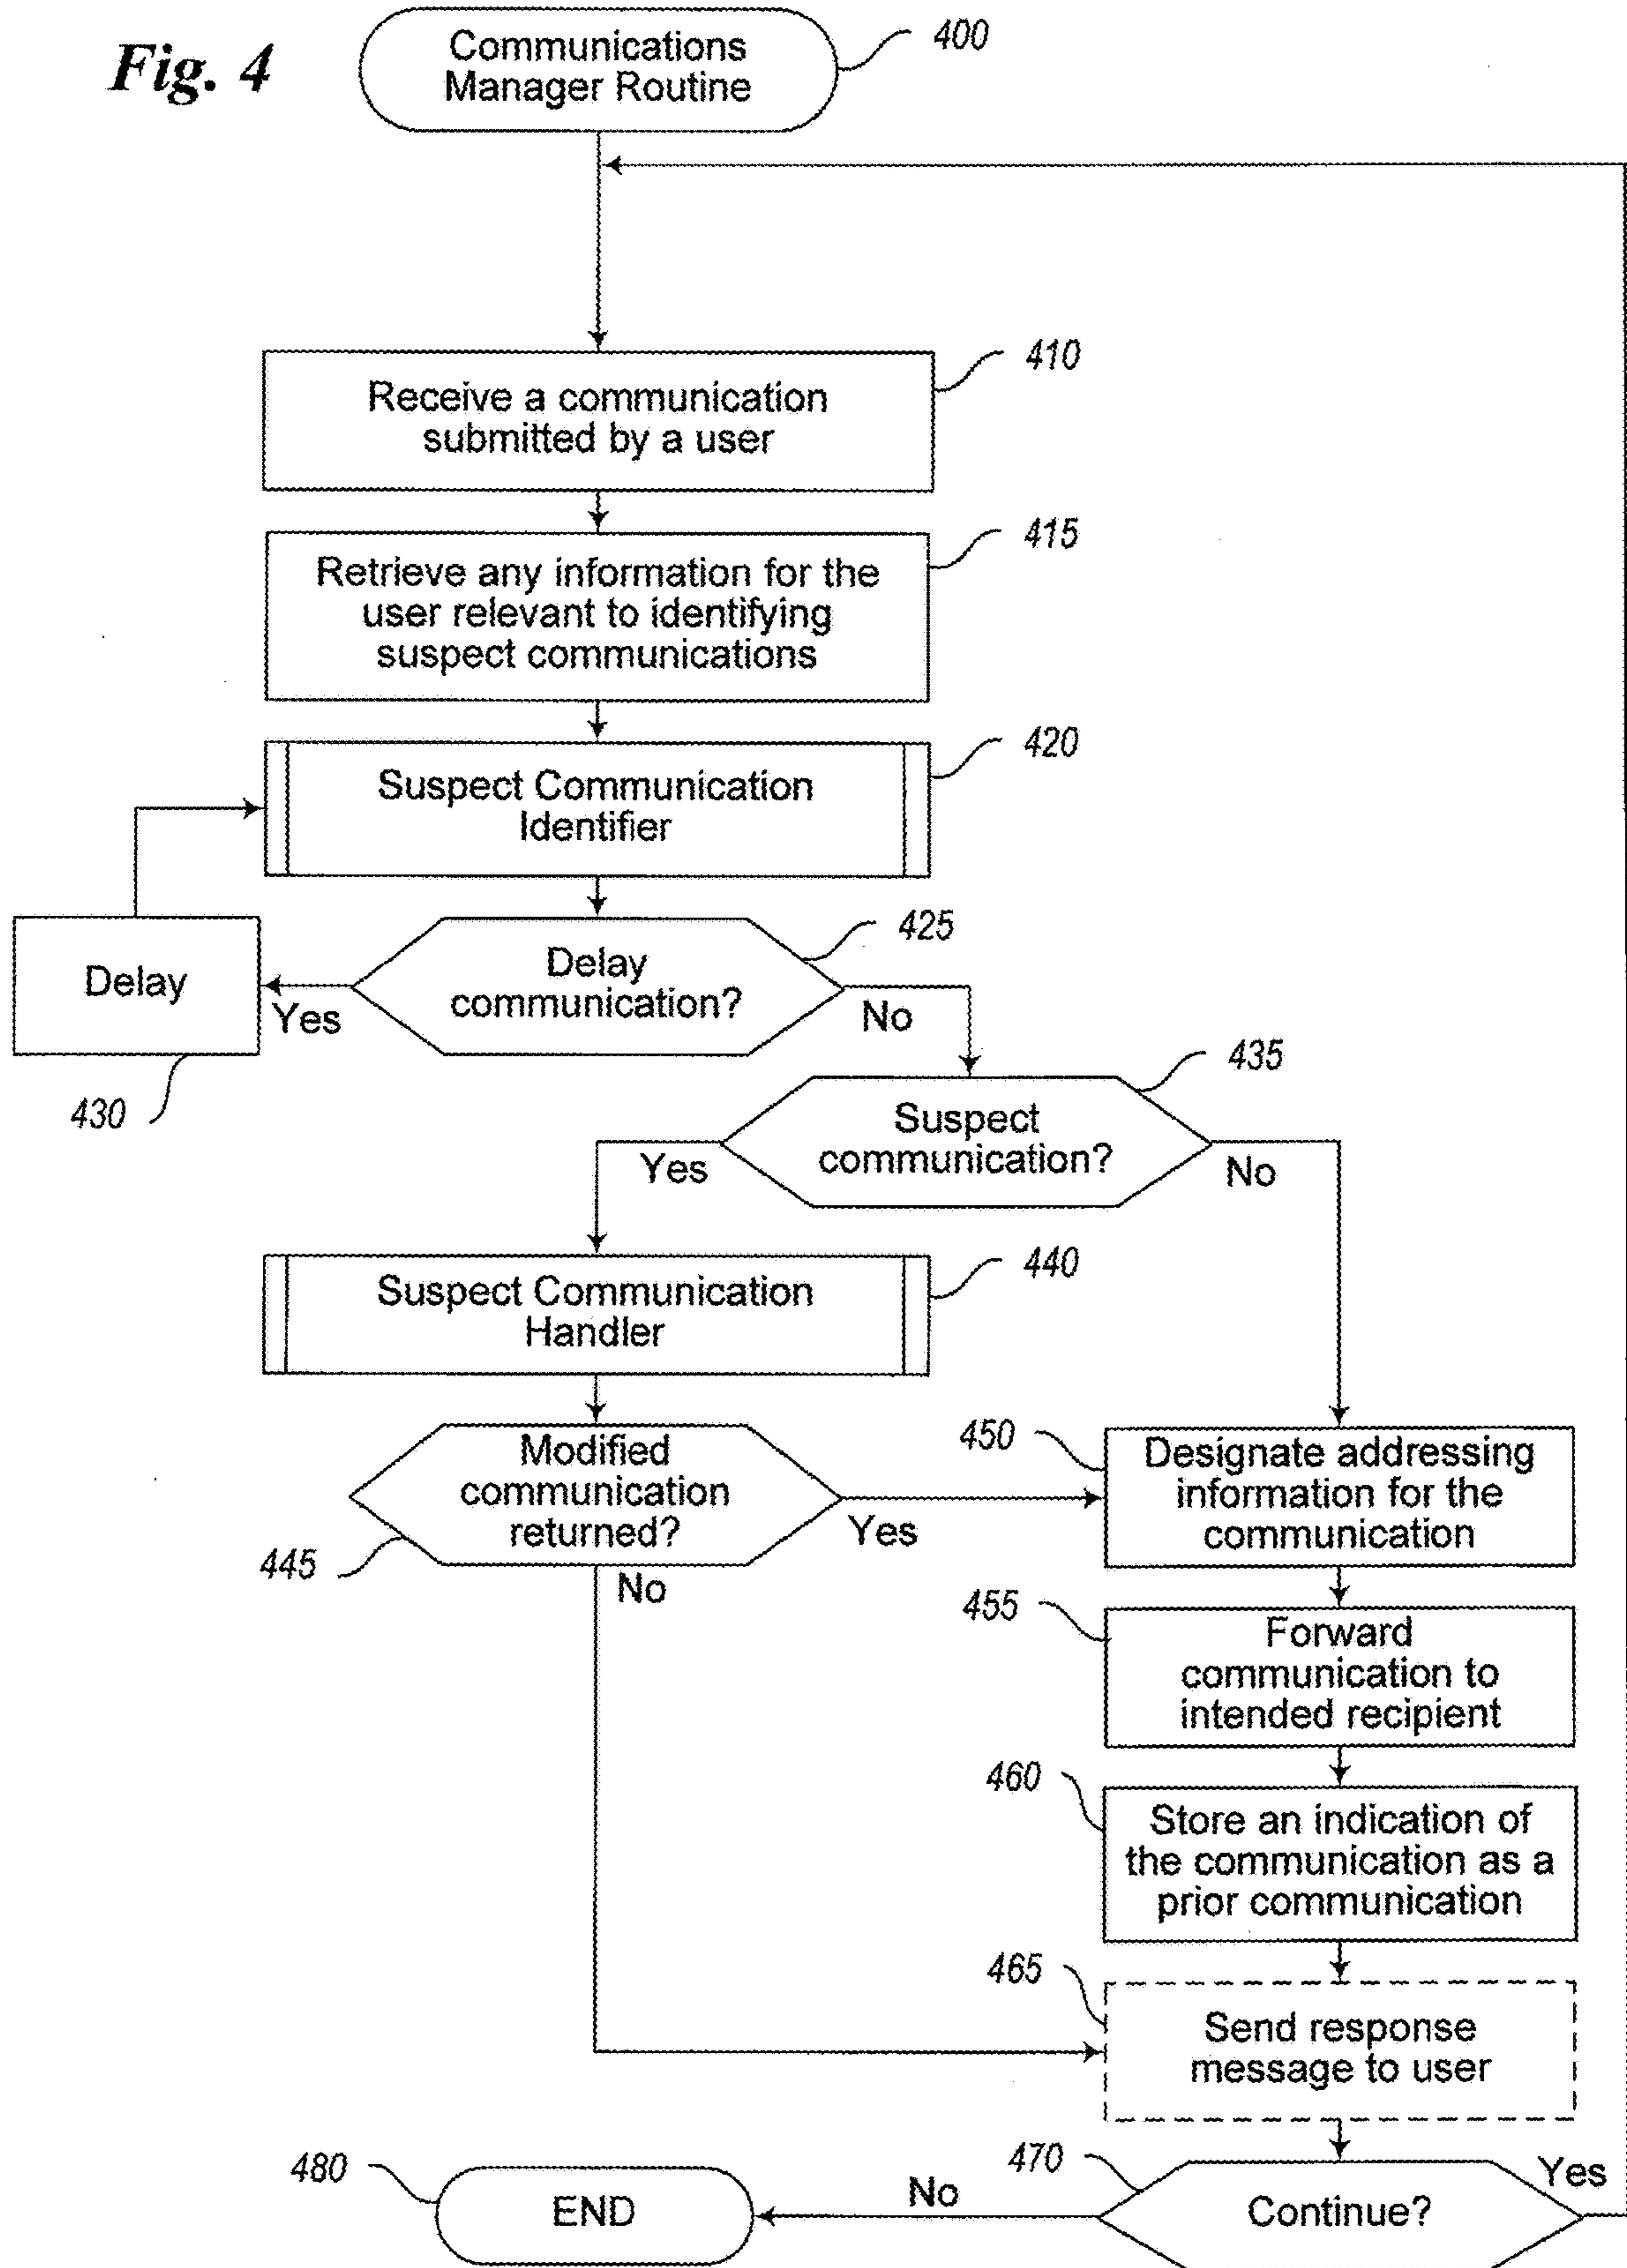 Fig. 4
Communications
Manager Routine
400
Receive a communication
submitted by a user
410
Retrieve any information for the
user relevant to identifying
suspect communications
415
Suspect Communication
Identifier
420
Delay
communication?
425
Yes
No
Delay
430
Suspect
communication?
435
Yes
No
Suspect Communication
Handler
440
Modified
communication
returned?
445
Yes
No
450
Designate addressing
information for the
communication
455
Forward
communication to
intended recipient
460
Store an indication of
the communication as a
prior communication
465
Send response
message to user
470
Continue?
Yes
No
480
END